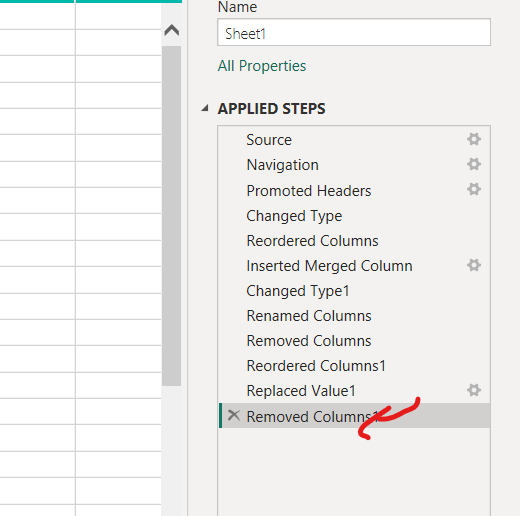 Name
Sheet1
All Properties
APPLIED STEPS
Source
Navigation
Promoted Headers
Changed Type
Reordered Columns
Inserted Merged Column
Changed Type1
Renamed Columns
Removed Columns
Reordered Columns1
Replaced Value1
Removed Columns1